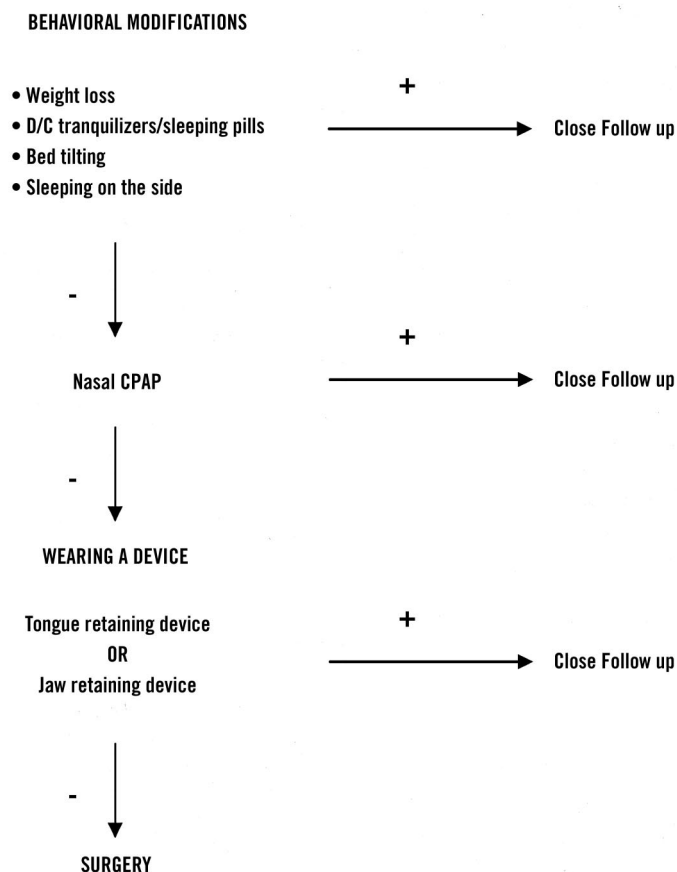 BEHAVIORAL MODIFICATIONS
• Weight loss
• D/C tranquilizers/sleeping pills
• Bed tilting
• Sleeping on the side
+
Close Follow up
-
Nasal CPAP
+
Close Follow up
-
WEARING A DEVICE
Tongue retaining device
OR
Jaw retaining device
+
Close Follow up
-
SURGERY